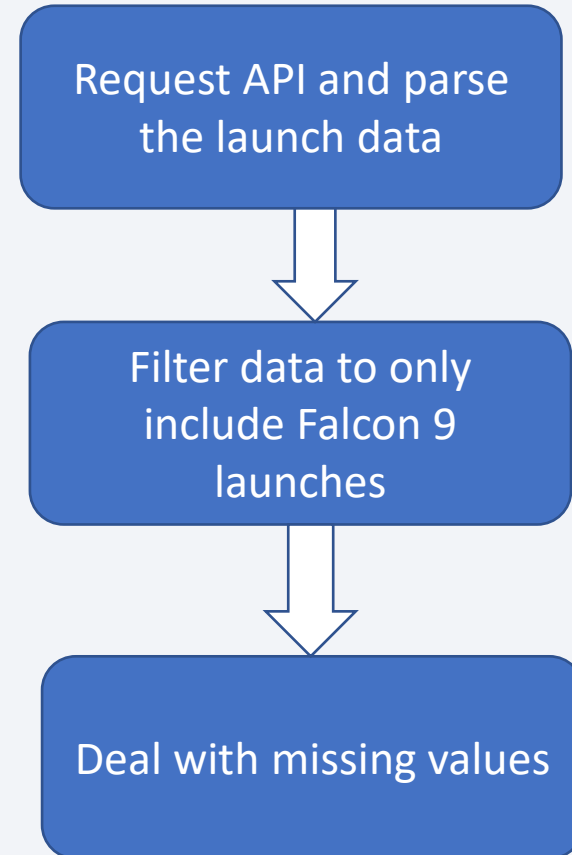 Request API and parse
the launch data
Filter data to only
include Falcon 9
launches
Deal with missing values